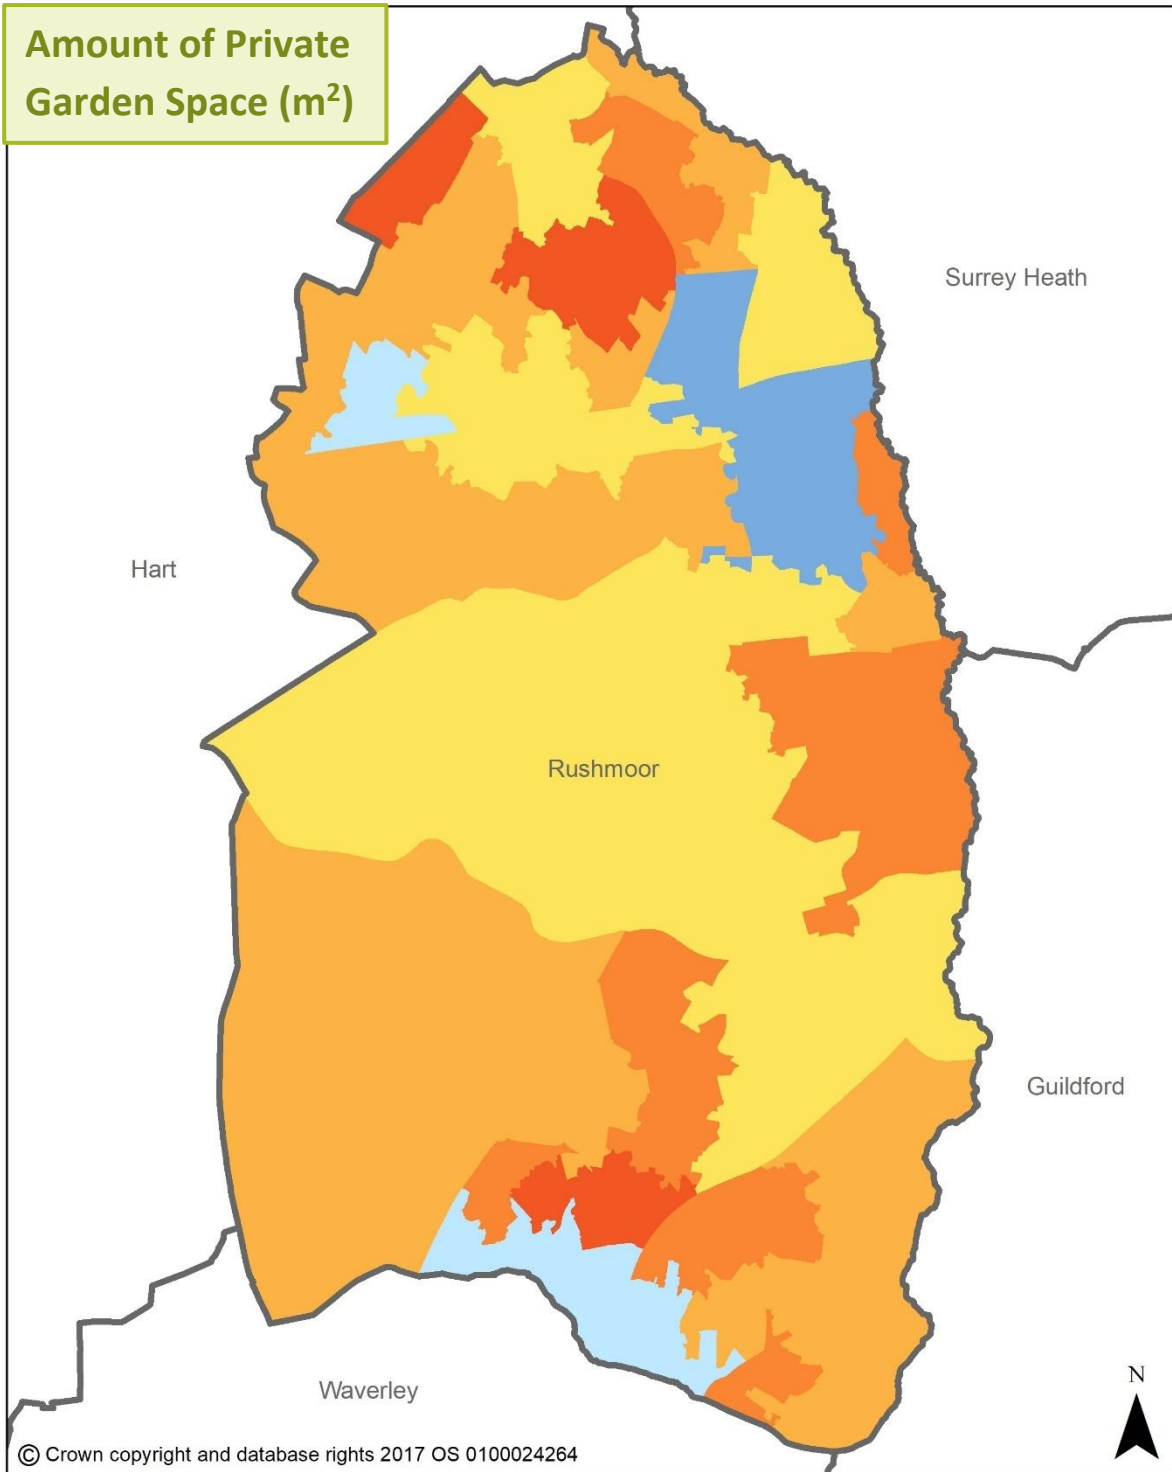 Amount of Private
Garden Space (m²)
Surrey Heath
Hart
Rushmoor
Guildford
Waverley
N
© Crown copyright and database rights 2017 OS 0100024264